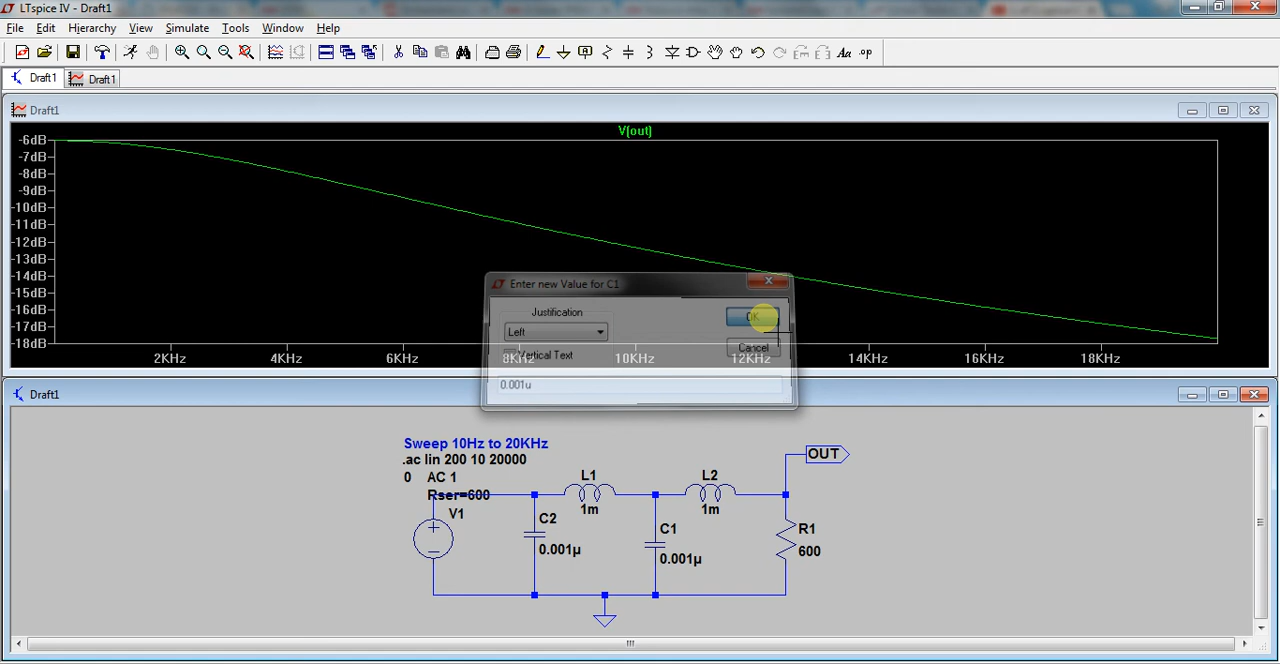 LTspice IV - Draft1
File Edit Hierarchy View Simulate Tools Window Help
Draft1 Draft1
Draft1
V(out)
-6dB
-7dB
-8dB
-9dB
-10dB
-11dB
-12dB
-13dB
-14dB
-15dB
-16dB
-17dB
-18dB
2KHz 4KHz 6KHz 8KHz 10KHz 12KHz 14KHz 16KHz 18KHz
Enter new Value for C1
Justification
Left
Vertical Text
OK
Cancel
0.001u
Draft1
Sweep 10Hz to 20KHz
.ac lin 200 10 20000
0 AC 1
Rser=600
V1
C2
0.001µ
L1
1m
C1
0.001µ
L2
1m
OUT
R1
600